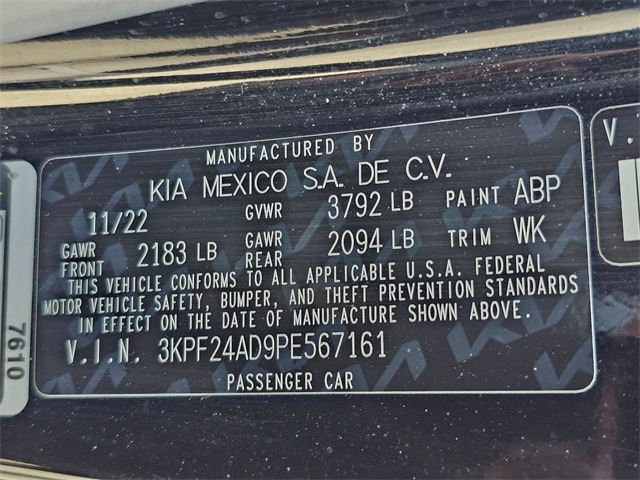 MANUFACTURED BY
KIA MEXICO S.A. DE C.V.
11/22 GVWR 3792 LB PAINT ABP
GAWR FRONT 2183 LB GAWR REAR 2094 LB TRIM WK
THIS VEHICLE CONFORMS TO ALL APPLICABLE U.S.A. FEDERAL
MOTOR VEHICLE SAFETY, BUMPER, AND THEFT PREVENTION STANDARDS
IN EFFECT ON THE DATE OF MANUFACTURE SHOWN ABOVE.
V.I.N. 3KPF24AD9PE567161
PASSENGER CAR
7610
V.